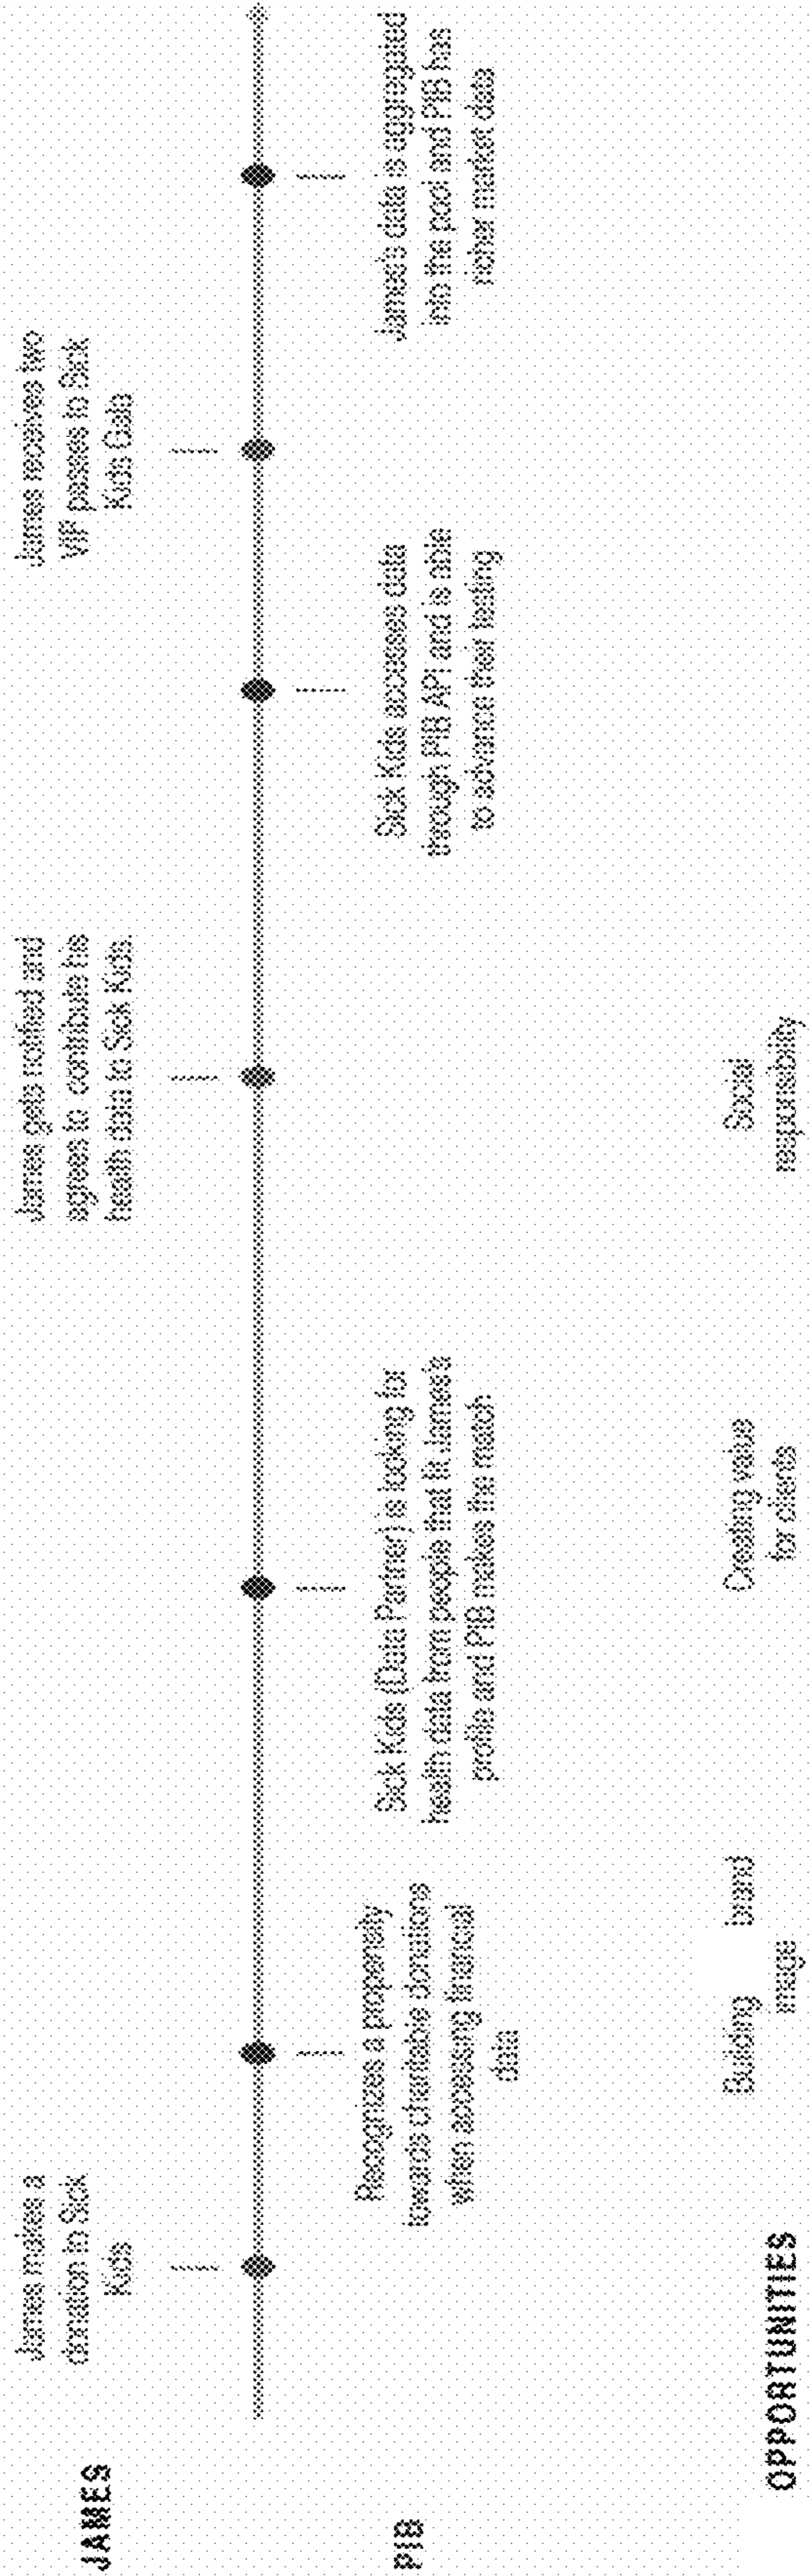 JAMES
James makes a
donation to Sick
Kids
James gets notified and
agrees to contribute his
health data to Sick Kids.
James receives two
VIP passes to Sick
Kids Gala
PIB
Recognizes a propensity
towards charitable donations
when accessing financial
data
Sick Kids (Data Partner) is looking for
health data from people that fit James's
profile and PIB makes the match
Sick Kids accesses data
through PIB API and is able
to advance their testing
James's data is aggregated
into the pool and PIB has
richer market data
OPPORTUNITIES
Building brand
image
Creating value
for clients
Social
responsibility